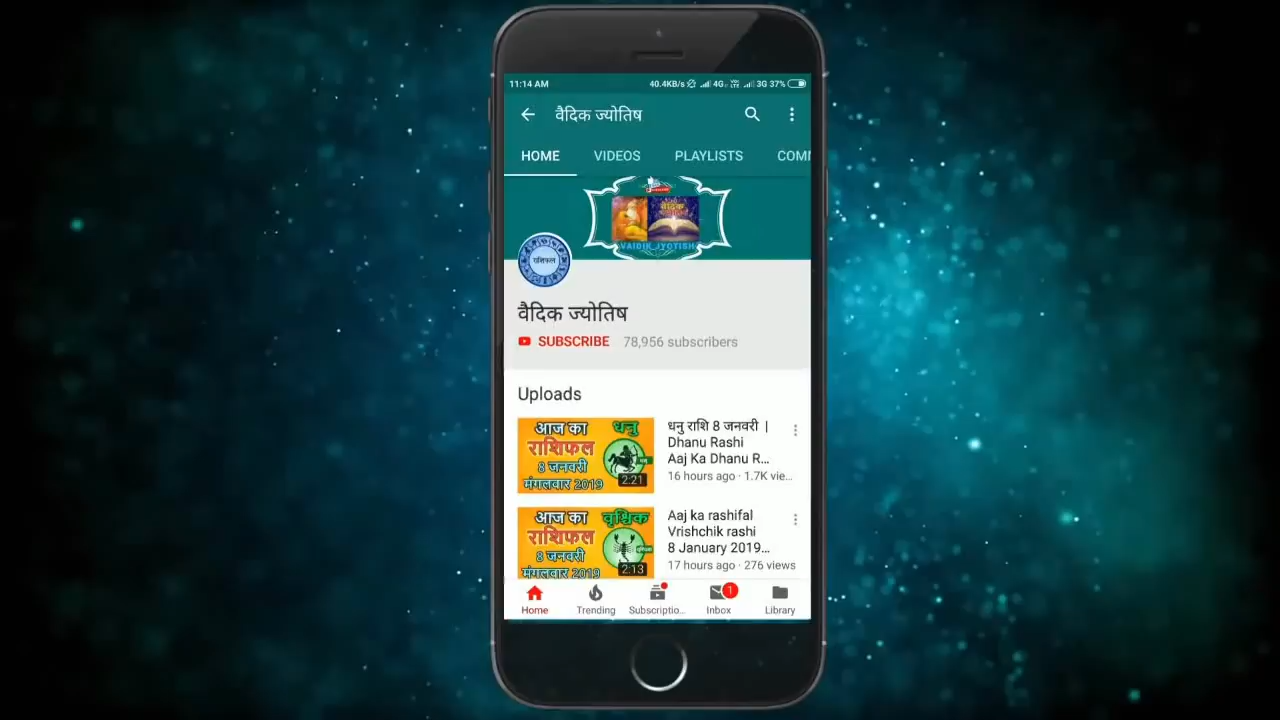 11:14 AM
40.4KB/s 4G VoLTE 3G 37%
वैदिक ज्योतिष
HOME VIDEOS PLAYLISTS COMM
वैदिक
VAIDIK JYOTISH
राशिफल
वैदिक ज्योतिष
SUBSCRIBE 78,956 subscribers
Uploads
आज का धनु
राशिफल
8 जनवरी
मंगलवार 2019
2:21
धनु राशि 8 जनवरी |
Dhanu Rashi
Aaj Ka Dhanu R...
16 hours ago · 1.7K vie...
आज का वृश्चिक
राशिफल
8 जनवरी
मंगलवार 2019
2:13
Aaj ka rashifal
Vrishchik rashi
8 January 2019...
17 hours ago · 276 views
1
Home Trending Subscriptio... Inbox Library